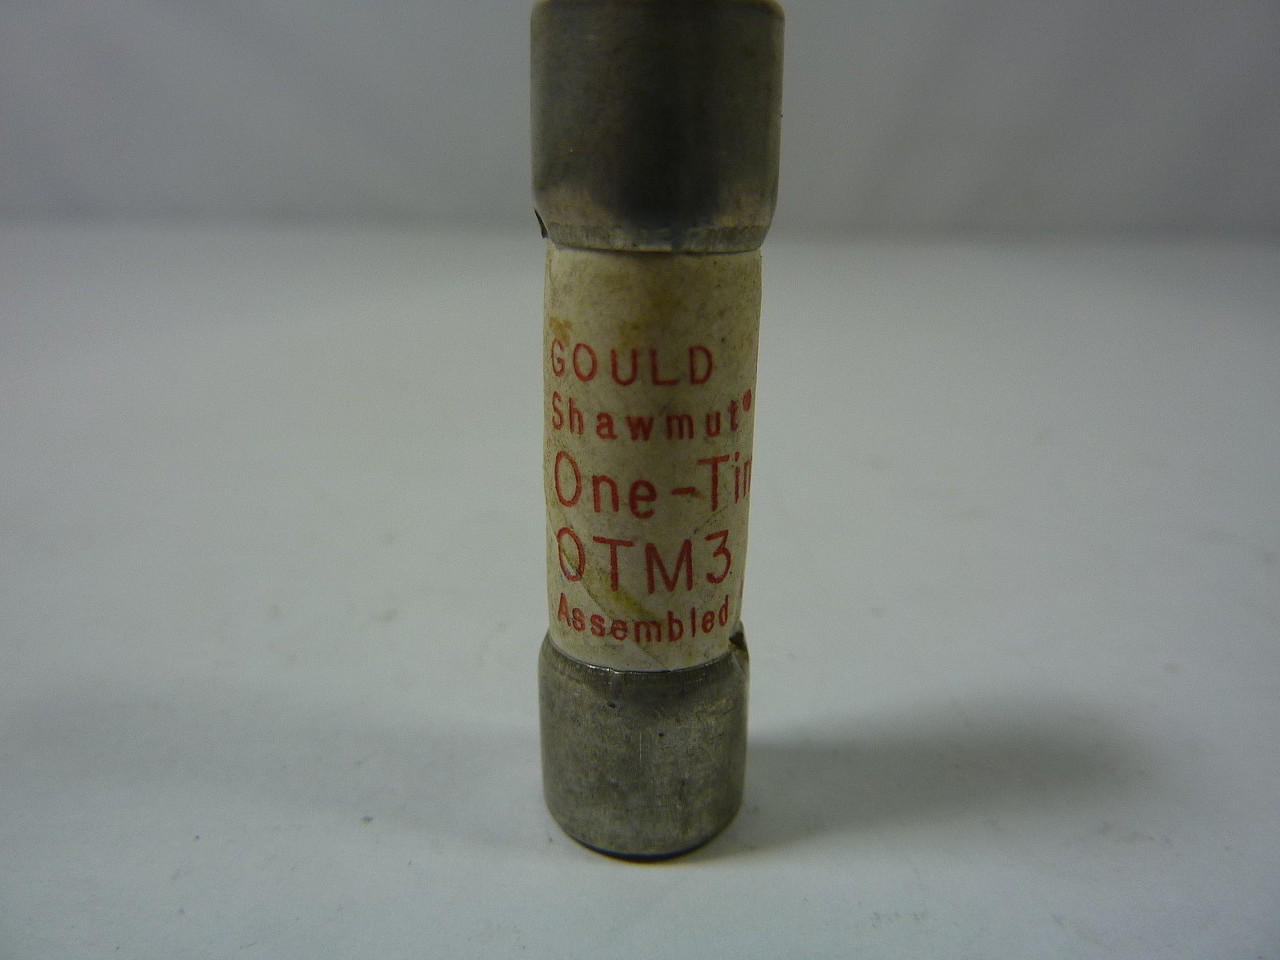 GOULD
Shawmut®
One-Tim
OTM3
Assembled